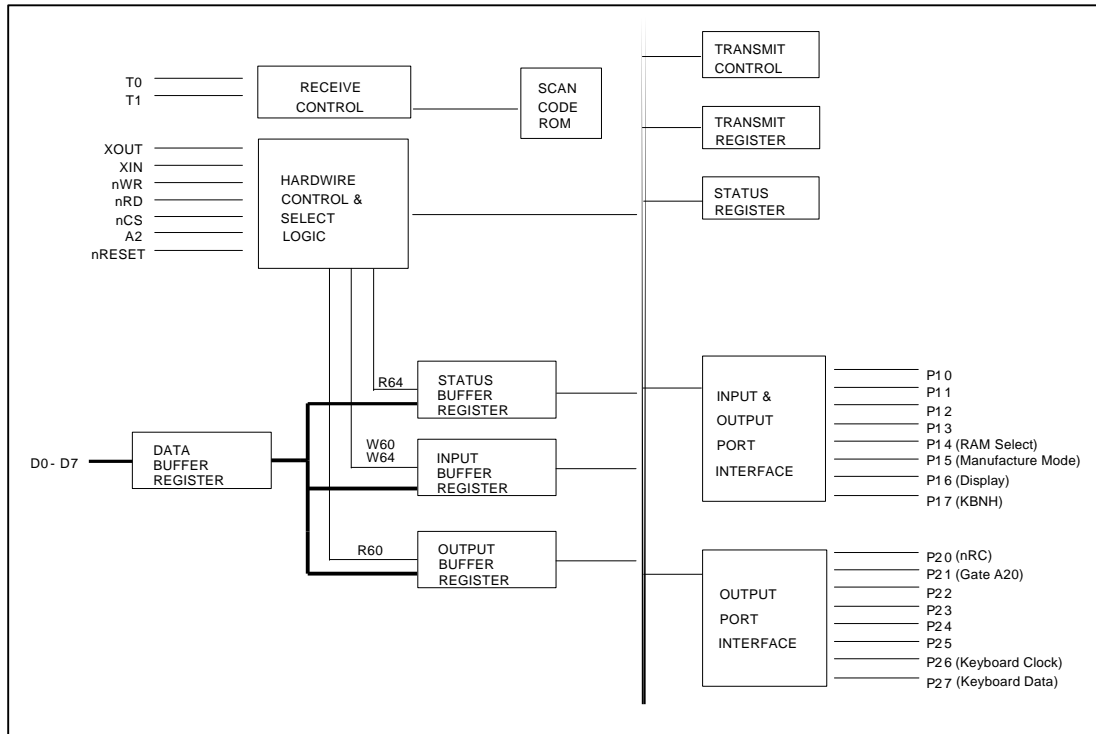 T0
T1
RECEIVE
CONTROL
SCAN
CODE
ROM
XOUT
XIN
nWR
nRD
nCS
A2
nRESET
HARDWIRE
CONTROL &
SELECT
LOGIC
TRANSMIT
CONTROL
TRANSMIT
REGISTER
STATUS
REGISTER
R64
STATUS
BUFFER
REGISTER
D0- D7
DATA
BUFFER
REGISTER
W60
W64
INPUT
BUFFER
REGISTER
R60
OUTPUT
BUFFER
REGISTER
INPUT &
OUTPUT
PORT
INTERFACE
P10
P11
P12
P13
P14 (RAM Select)
P15 (Manufacture Mode)
P16 (Display)
P17 (KBNH)
OUTPUT
PORT
INTERFACE
P20 (nRC)
P21 (Gate A20)
P22
P23
P24
P25
P26 (Keyboard Clock)
P27 (Keyboard Data)